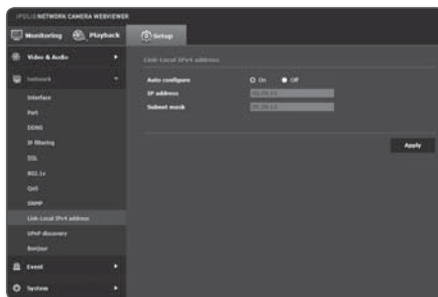 iPOLiS NETWORK CAMERA WEBVIEWER
Monitoring
Playback
Setup
Video & Audio
Network
Interface
Port
DDNS
IP filtering
SSL
802.1x
QoS
SNMP
Link-Local IPv4 address
UPnP discovery
Bonjour
Event
System
Link-Local IPv4 address
Auto configure
On
Off
IP address
Subnet mask
Apply